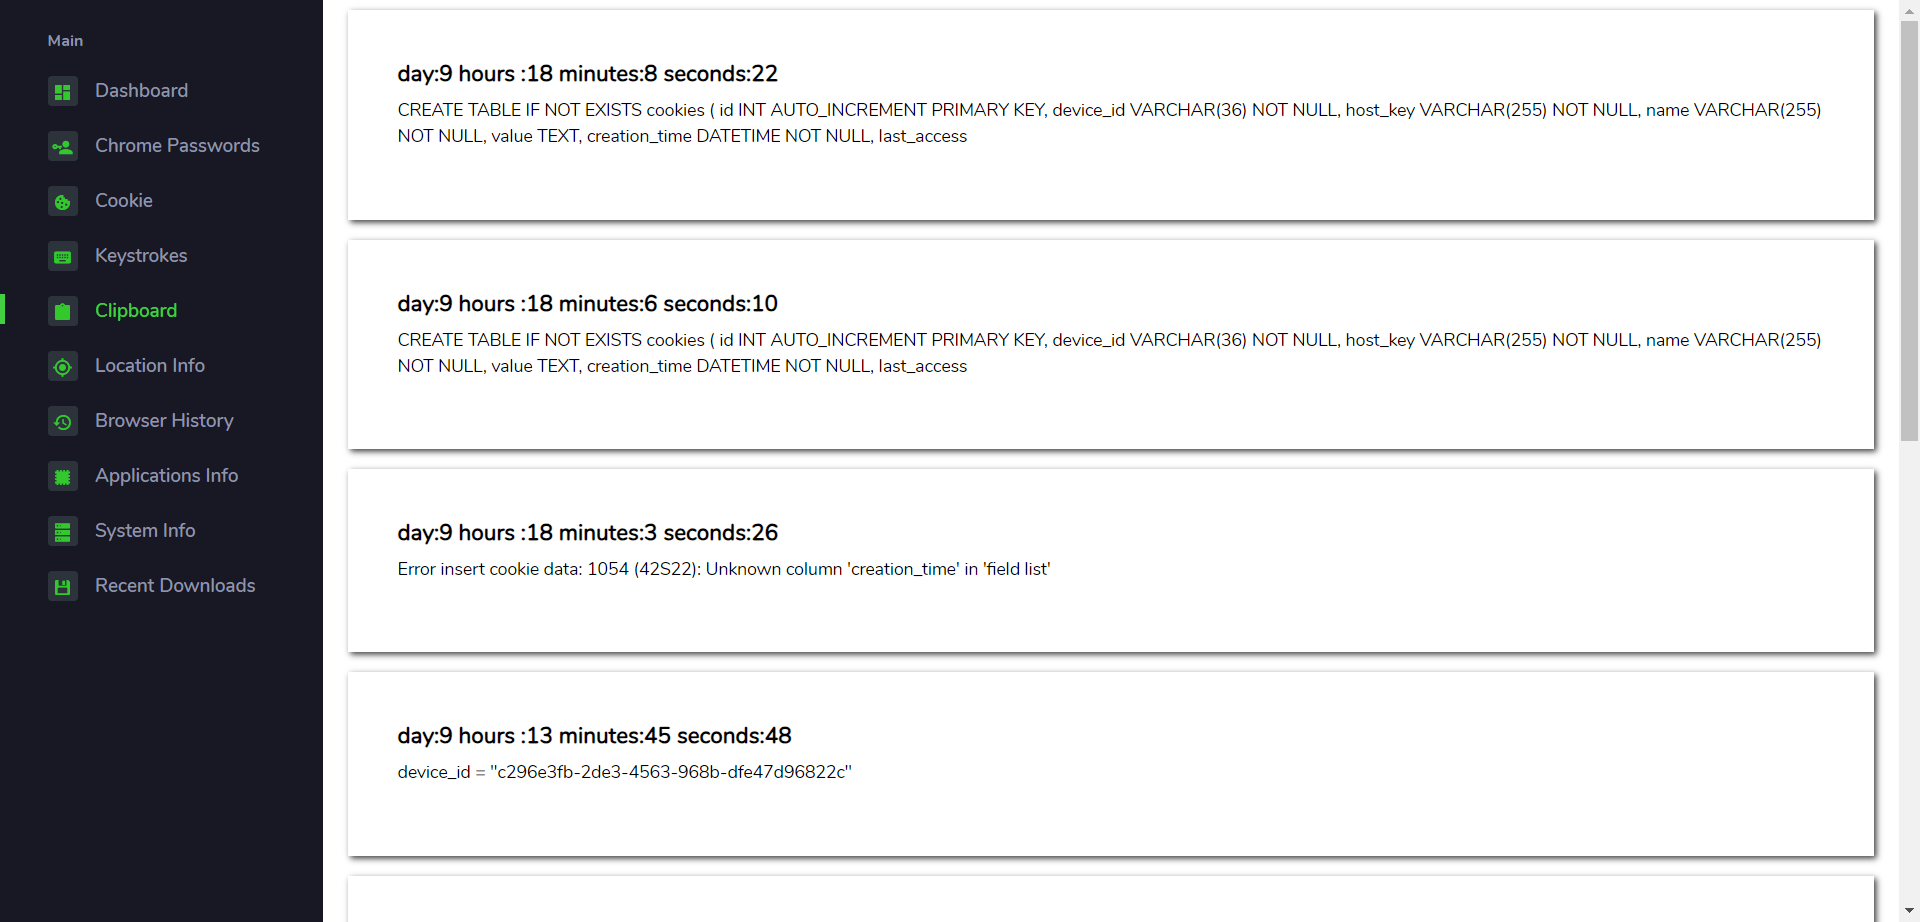 Main
Dashboard
Chrome Passwords
Cookie
Keystrokes
Clipboard
Location Info
Browser History
Applications Info
System Info
Recent Downloads
day:9 hours :18 minutes:8 seconds:22
CREATE TABLE IF NOT EXISTS cookies ( id INT AUTO_INCREMENT PRIMARY KEY, device_id VARCHAR(36) NOT NULL, host_key VARCHAR(255) NOT NULL, name VARCHAR(255)
NOT NULL, value TEXT, creation_time DATETIME NOT NULL, last_access
day:9 hours :18 minutes:6 seconds:10
CREATE TABLE IF NOT EXISTS cookies ( id INT AUTO_INCREMENT PRIMARY KEY, device_id VARCHAR(36) NOT NULL, host_key VARCHAR(255) NOT NULL, name VARCHAR(255)
NOT NULL, value TEXT, creation_time DATETIME NOT NULL, last_access
day:9 hours :18 minutes:3 seconds:26
Error insert cookie data: 1054 (42S22): Unknown column 'creation_time' in 'field list'
day:9 hours :13 minutes:45 seconds:48
device_id = "c296e3fb-2de3-4563-968b-dfe47d96822c"